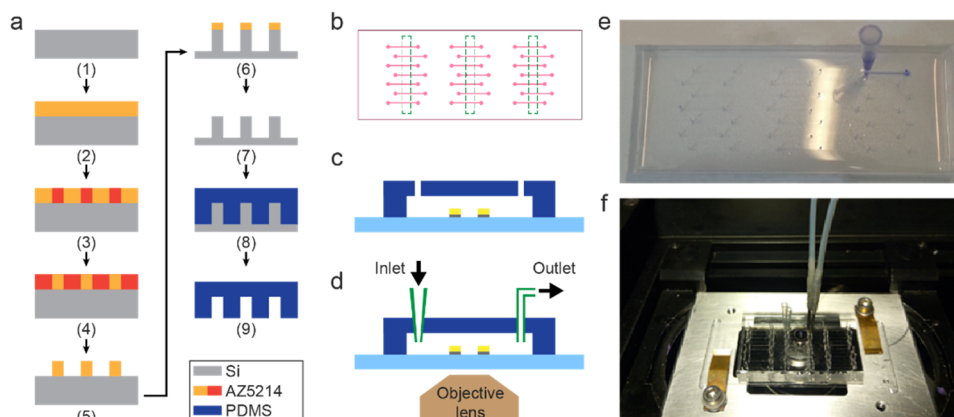 a
(1)
(2)
(3)
(4)
(5)
(6)
(7)
(8)
(9)
Si
AZ5214
PDMS
b
c
d
Inlet
Outlet
Objective
lens
e
f